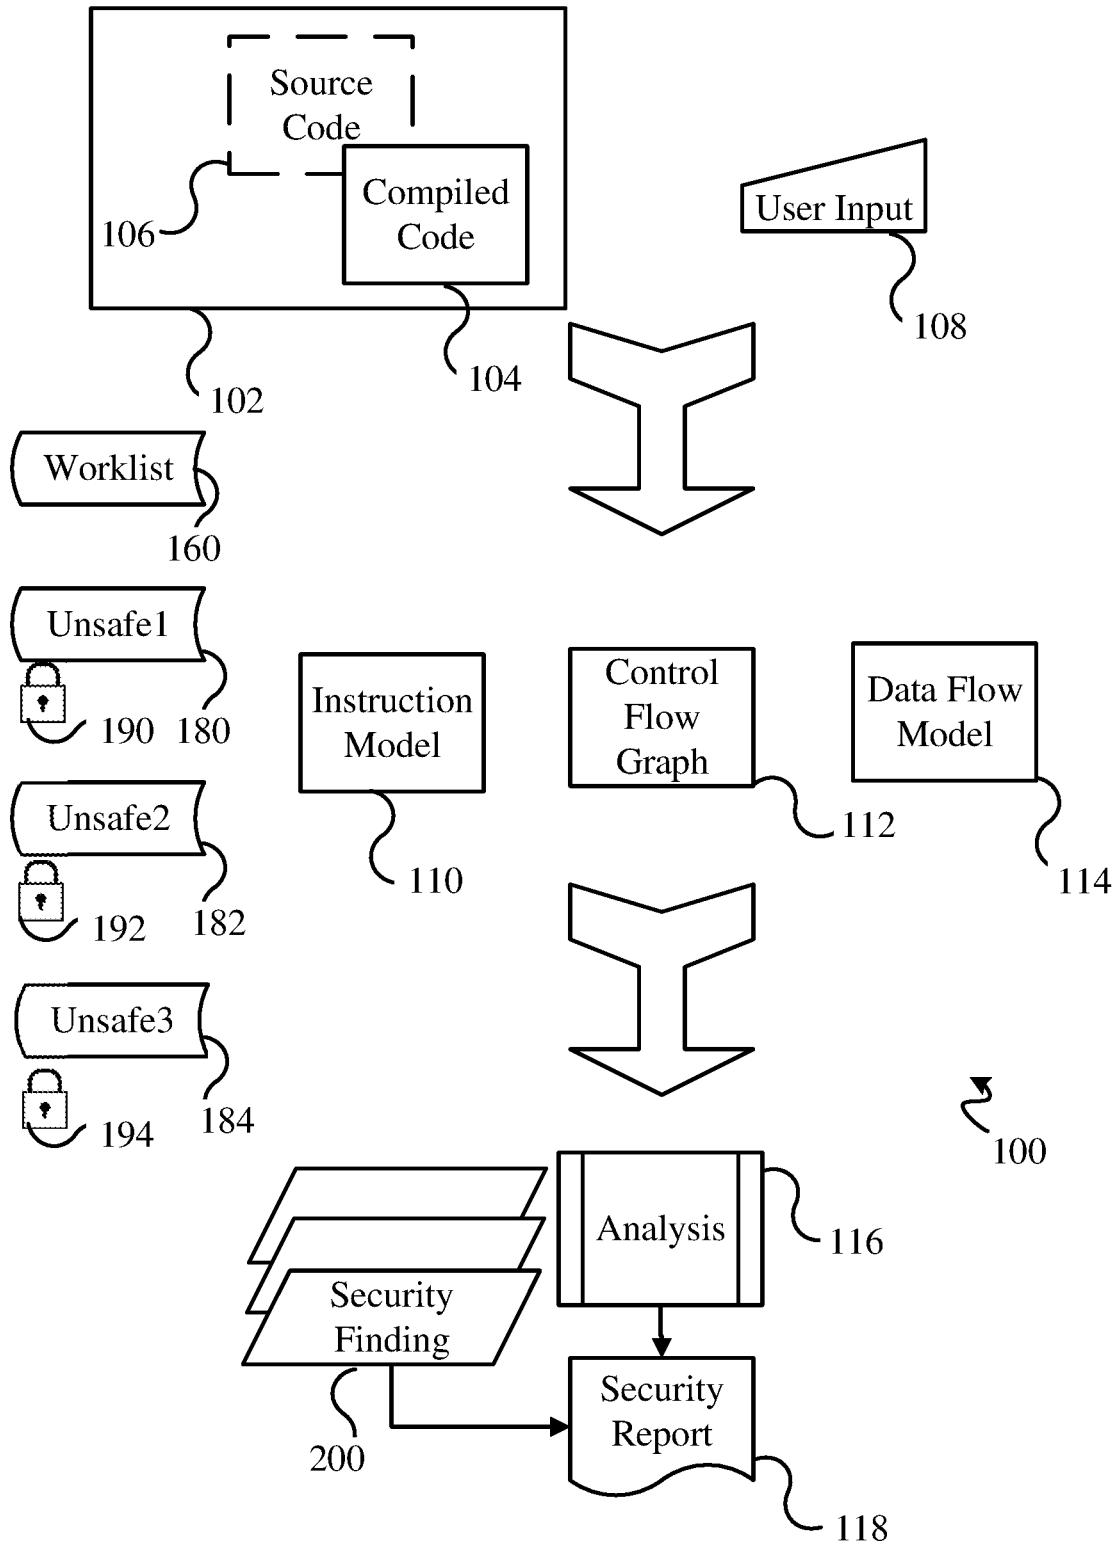 Source
Code
Compiled
Code
106
User Input
108
104
102
Worklist
160
Unsafe1
190
180
Instruction
Model
110
Control
Flow
Graph
112
Data Flow
Model
114
Unsafe2
192
182
Unsafe3
194
184
100
Analysis
116
Security
Finding
200
Security
Report
118